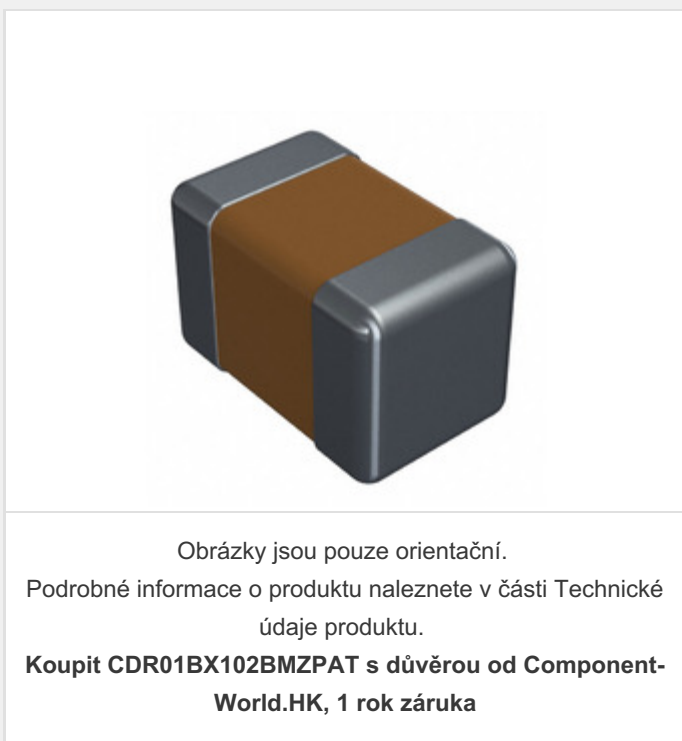 Obrázky jsou pouze orientační.
Podrobné informace o produktu naleznete v části Technické
údaje produktu.
Koupit CDR01BX102BMZPAT s důvěrou od Component-
World.HK, 1 rok záruka